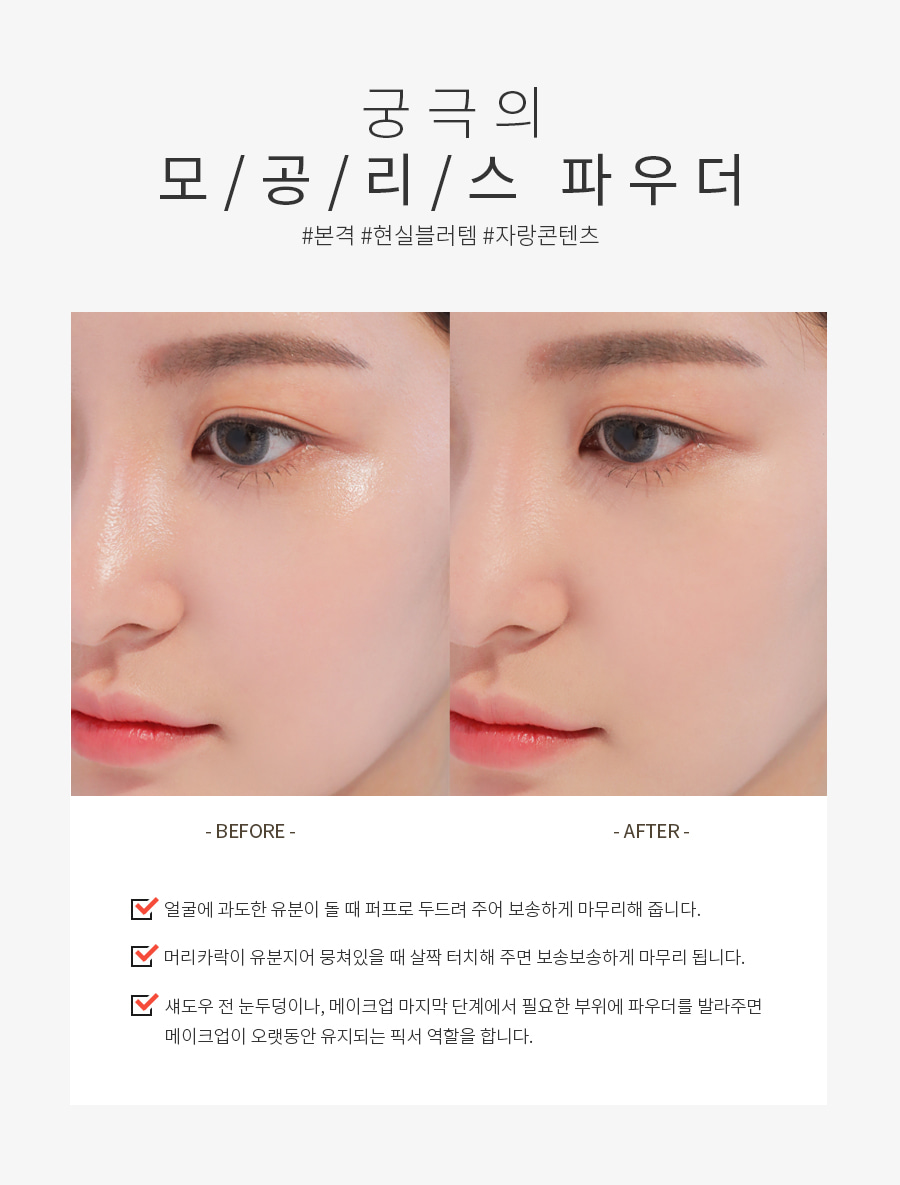 궁극의
모/공/리/스 파우더
#본격 #현실블러템 #자랑콘텐츠
- BEFORE -
- AFTER -
얼굴에 과도한 유분이 돌 때 퍼프로 두드려 주어 보송하게 마무리해 줍니다.
머리카락이 유분지어 뭉쳐있을 때 살짝 터치해 주면 보송보송하게 마무리 됩니다.
섀도우 전 눈두덩이나, 메이크업 마지막 단계에서 필요한 부위에 파우더를 발라주면
메이크업이 오랫동안 유지되는 픽서 역할을 합니다.